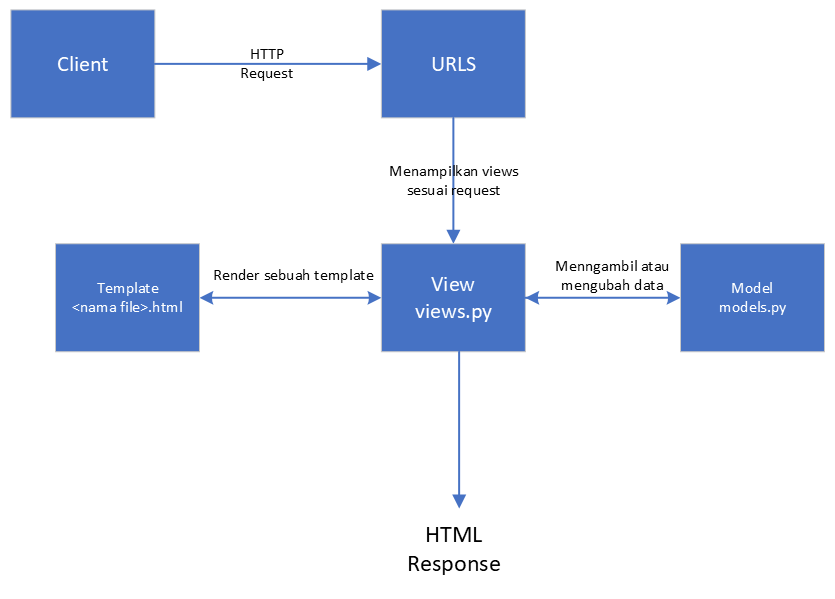 Client
HTTP
Request
URLS
Menampilkan views
sesuai request
Template
<nama file>.html
Render sebuah template
View
views.py
Menngambil atau
mengubah data
Model
models.py
HTML
Response